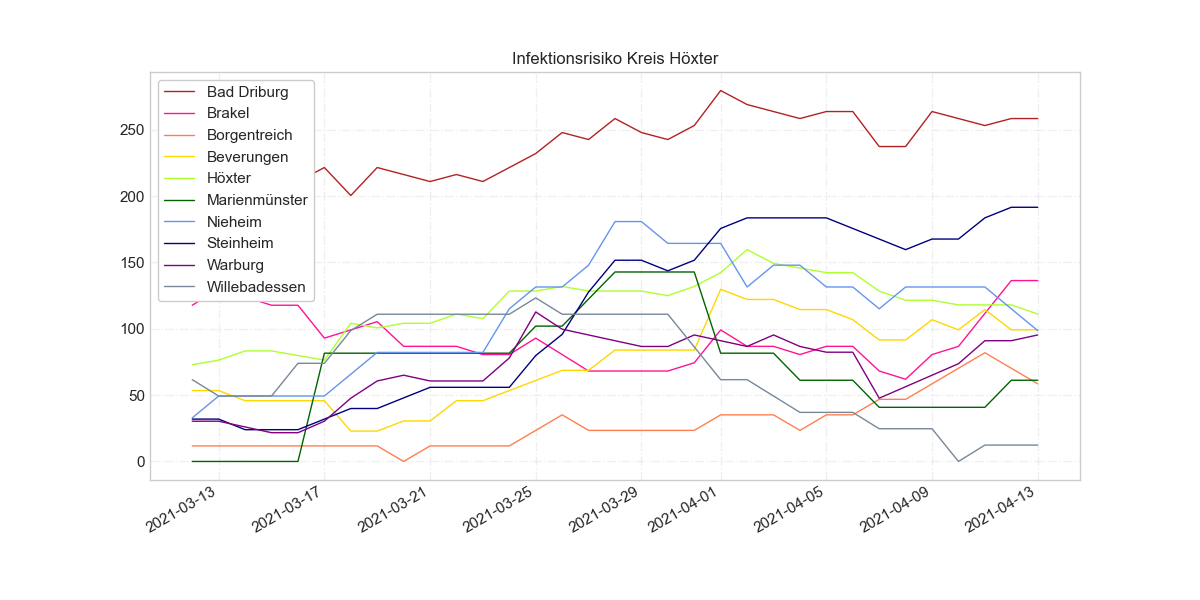 Infektionsrisiko Kreis Höxter
Bad Driburg
Brakel
Borgentreich
Beverungen
Höxter
Marienmünster
Nieheim
Steinheim
Warburg
Willebadessen
250
200
150
100
50
0
2021-03-13
2021-03-17
2021-03-21
2021-03-25
2021-03-29
2021-04-01
2021-04-05
2021-04-09
2021-04-13